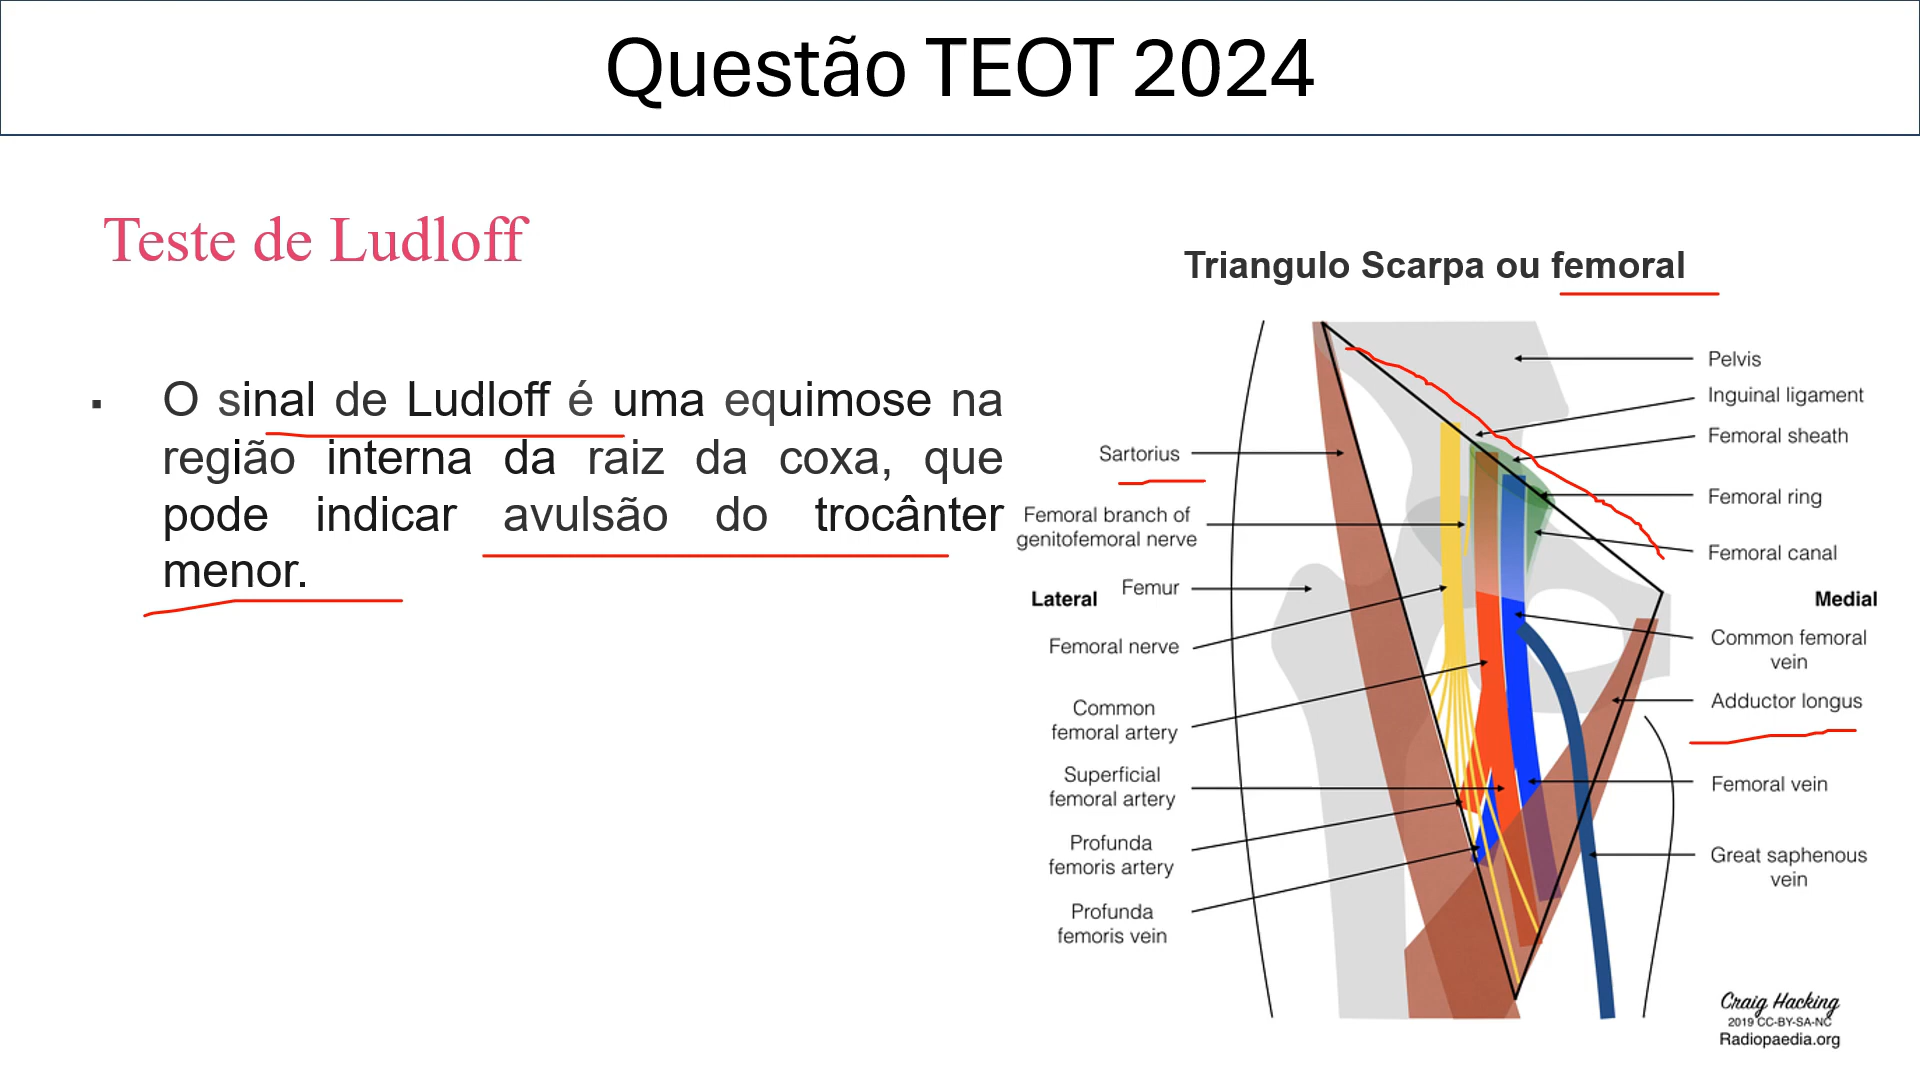 Questão TEOT 2024
Teste de Ludloff
▪ O sinal de Ludloff é uma equimose na
região interna da raiz da coxa, que
pode indicar avulsão do trocânter
menor.
Triangulo Scarpa ou femoral
Pelvis
Inguinal ligament
Femoral sheath
Femoral ring
Femoral canal
Medial
Common femoral
vein
Adductor longus
Femoral vein
Great saphenous
vein
Sartorius
Femoral branch of
genitofemoral nerve
Femur
Lateral
Femoral nerve
Common
femoral artery
Superficial
femoral artery
Profunda
femoris artery
Profunda
femoris vein
Craig Hacking
2019 CC-BY-SA-NC
Radiopaedia.org